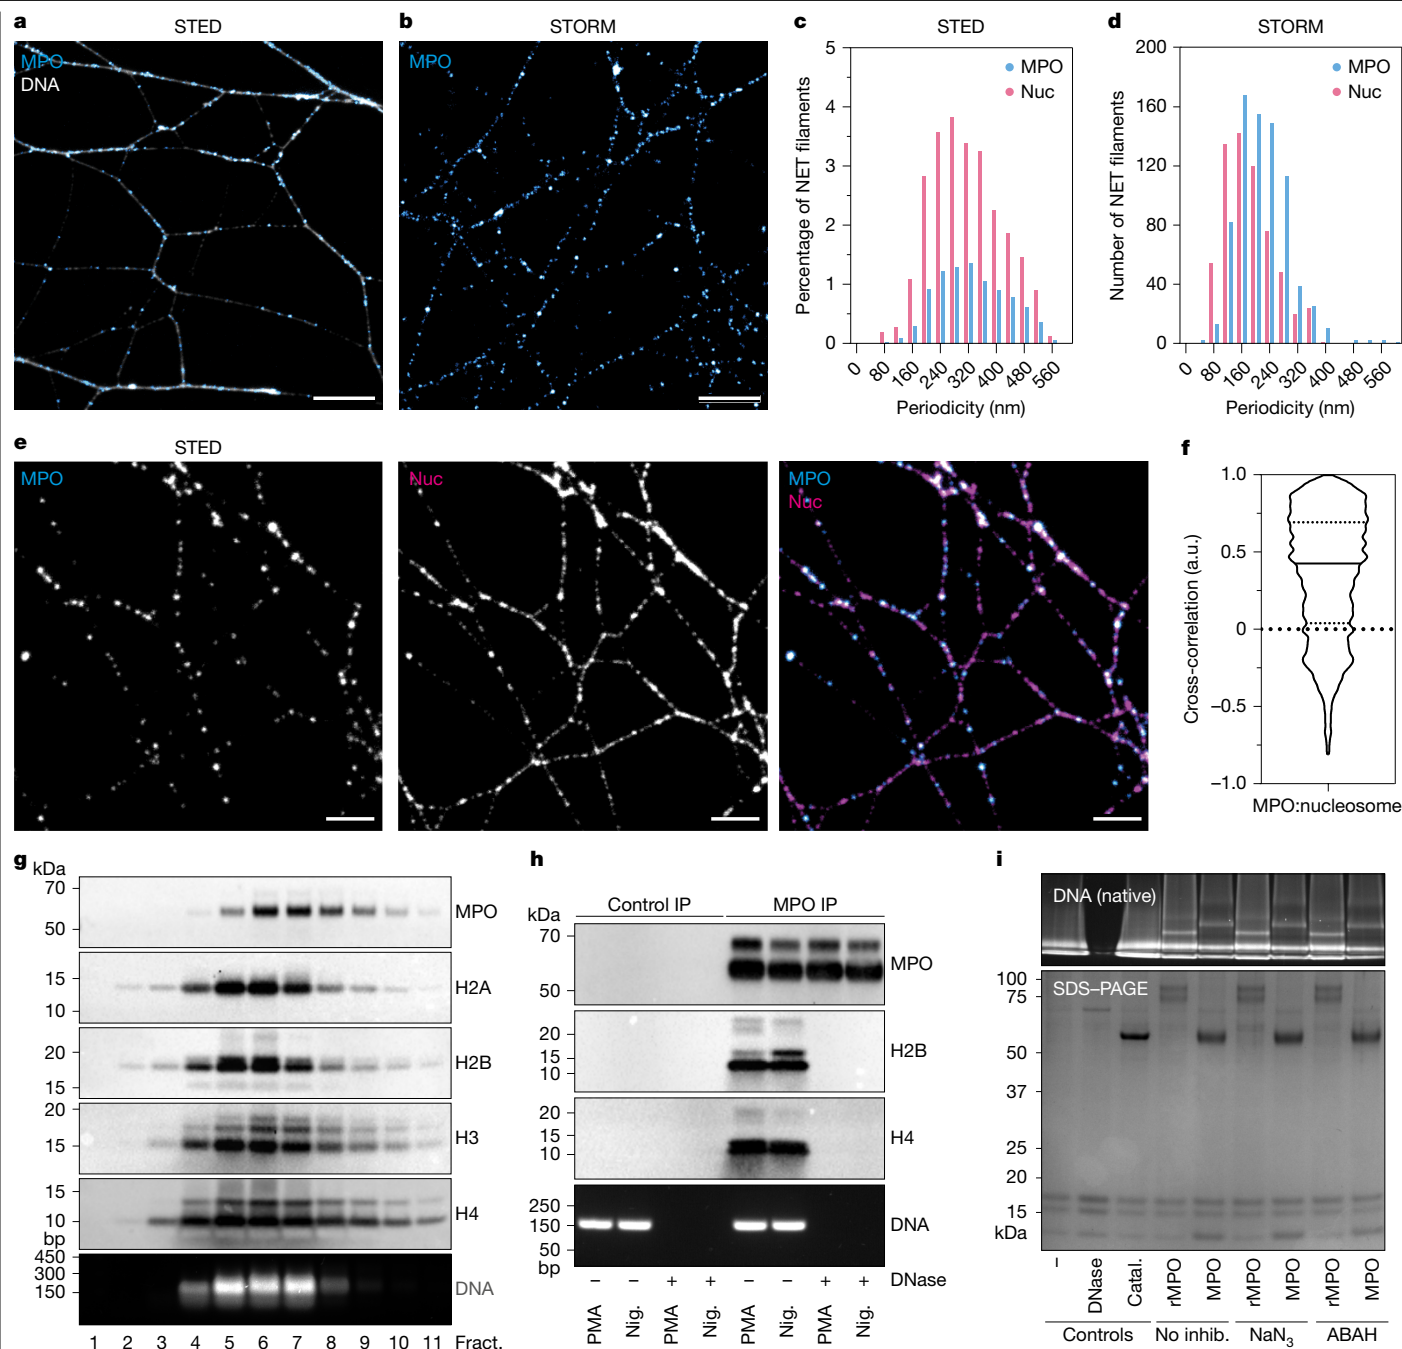 a
STED
MPO
DNA
b
STORM
MPO
c
STED
5
4
3
2
1
0
Percentage of NET filaments
MPO
Nuc
0
80
160
240
320
400
480
560
Periodicity (nm)
d
STORM
200
160
120
80
40
0
Number of NET filaments
MPO
Nuc
0
80
160
240
320
400
480
560
Periodicity (nm)
e
STED
MPO
Nuc
MPO
Nuc
f
1.0
0.5
0
−0.5
−1.0
Cross-correlation (a.u.)
MPO:nucleosome
g
kDa
70
50
MPO
15
10
H2A
20
15
H2B
20
15
H3
15
10
H4
bp
450
300
150
DNA
1 2 3 4 5 6 7 8 9 10 11 Fract.
h
Control IP MPO IP
kDa
70
50
MPO
20
15
10
H2B
20
15
10
H4
250
150
50
bp
DNA
− − + + − − + + DNase
PMA Nig. PMA Nig. PMA Nig. PMA Nig.
i
DNA (native)
SDS–PAGE
100
75
50
37
25
20
15
kDa
− DNase Catal. rMPO MPO rMPO MPO rMPO MPO
Controls No inhib. NaN3 ABAH